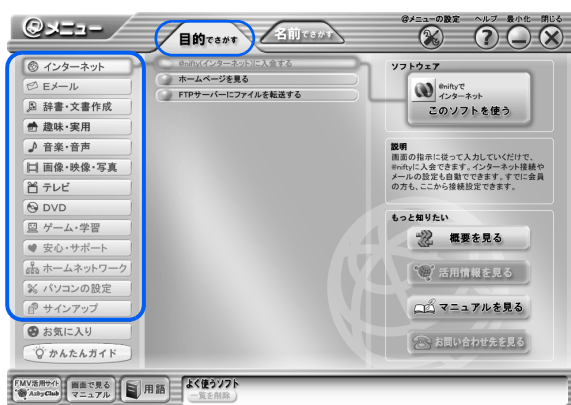 @メニュー
目的でさがす
名前でさがす
@メニューの設定
ヘルプ
最小化
閉じる
インターネット
Eメール
辞書・文書作成
趣味・実用
音楽・音声
画像・映像・写真
テレビ
DVD
ゲーム・学習
安心・サポート
ホームネットワーク
パソコンの設定
サインアップ
お気に入り
かんたんガイド
@nifty(インターネット)に入会する
ホームページを見る
FTPサーバーにファイルを転送する
ソフトウェア
@niftyで
インターネット
このソフトを使う
説明
画面の指示に従って入力していくだけで、
@niftyに入会できます。インターネット接続や
メールの設定も自動でできます。すでに会員
の方も、ここから接続設定できます。
もっと知りたい
概要を見る
活用情報を見る
マニュアルを見る
お問い合わせ先を見る
FMV活用サイト
AzbyClub
画面で見る
マニュアル
用語
よく使うソフト
一覧を削除